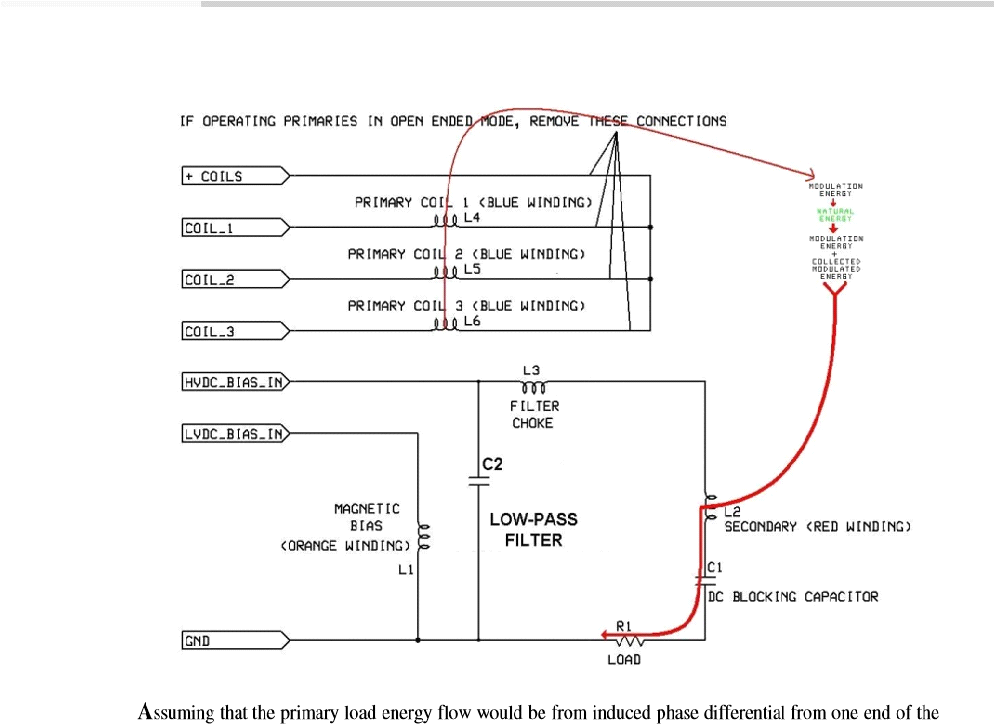 IF OPERATING PRIMARIES IN OPEN ENDED MODE, REMOVE THESE CONNECTIONS
+ COILS
PRIMARY COIL 1 (BLUE WINDING)
L4
COIL_1
PRIMARY COIL 2 (BLUE WINDING)
L5
COIL_2
PRIMARY COIL 3 (BLUE WINDING)
L6
COIL_3
MODULATION
ENERGY
NATURAL
ENERGY
MODULATION
ENERGY
+
COLLECTED
MODULATED
ENERGY
HVDC_BIAS_IN
L3
FILTER
CHOKE
LVDC_BIAS_IN
C2
MAGNETIC
BIAS
(ORANGE WINDING)
L1
LOW-PASS
FILTER
L2
SECONDARY (RED WINDING)
C1
DC BLOCKING CAPACITOR
GND
R1
LOAD
Assuming that the primary load energy flow would be from induced phase differential from one end of the